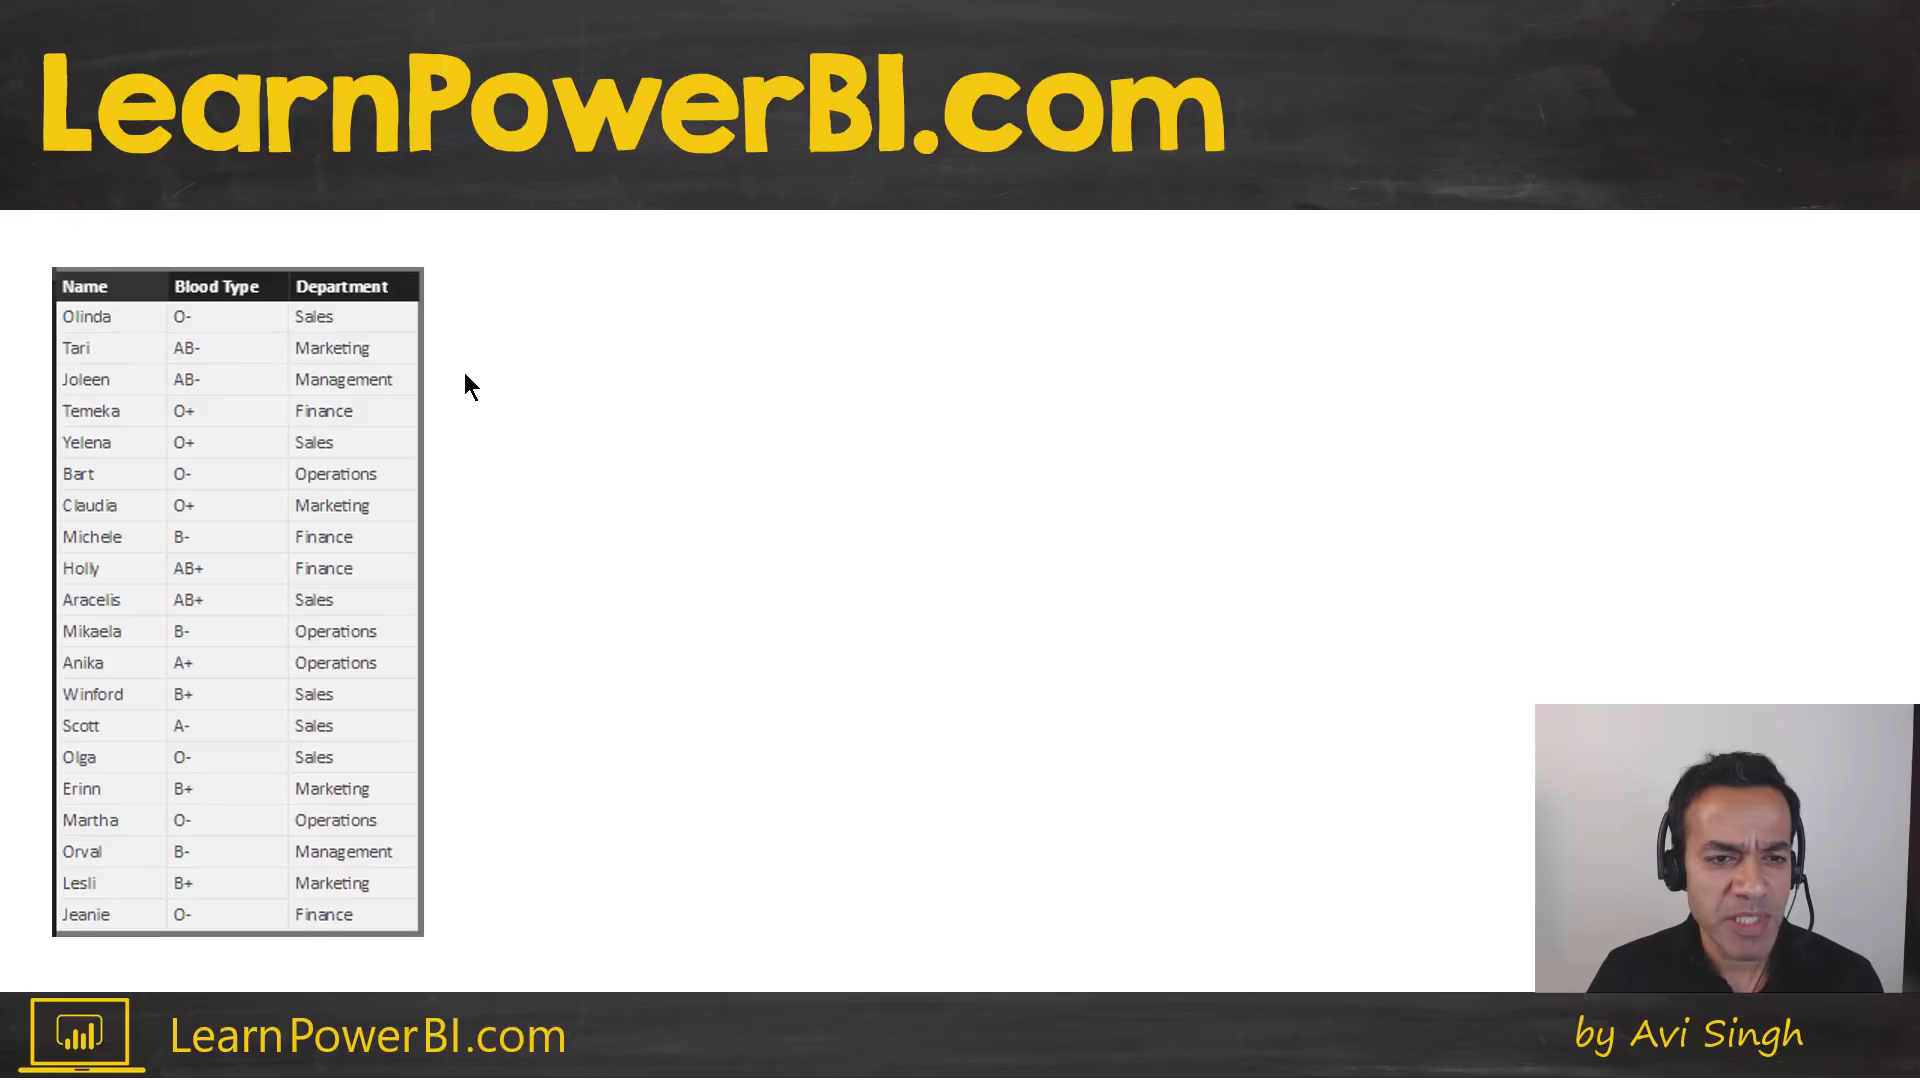 LearnPowerBI.com
Name Blood Type Department
Olinda O- Sales
Tari AB- Marketing
Joleen AB- Management
Temeka O+ Finance
Yelena O+ Sales
Bart O- Operations
Claudia O+ Marketing
Michele B- Finance
Holly AB+ Finance
Aracelis AB+ Sales
Mikaela B- Operations
Anika A+ Operations
Winford B+ Sales
Scott A- Sales
Olga O- Sales
Erinn B+ Marketing
Martha O- Operations
Orval B- Management
Lesli B+ Marketing
Jeanie O- Finance
LearnPowerBI.com
by Avi Singh